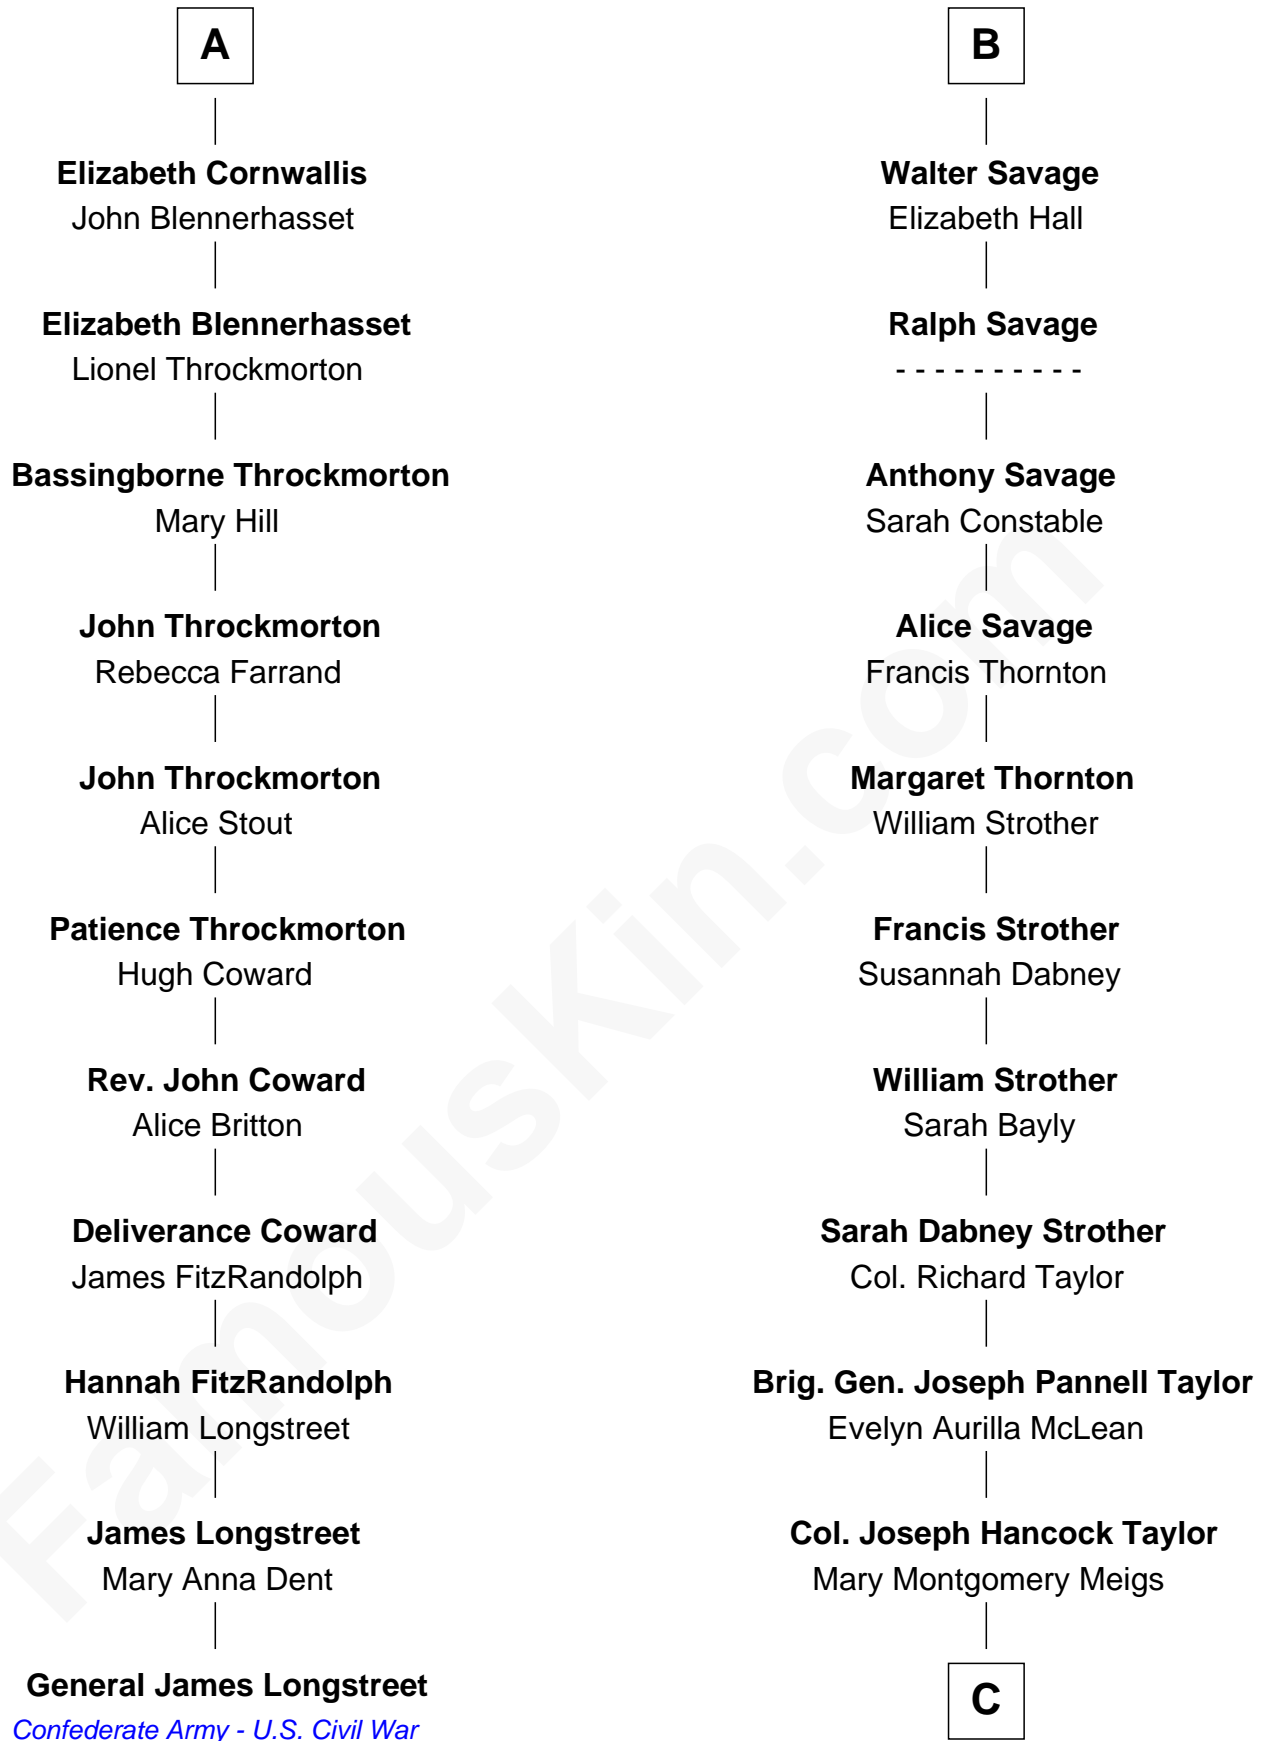 A
Elizabeth Cornwallis
John Blennerhasset
Elizabeth Blennerhasset
Lionel Throckmorton
Bassingborne Throckmorton
Mary Hill
John Throckmorton
Rebecca Farrand
John Throckmorton
Alice Stout
Patience Throckmorton
Hugh Coward
Rev. John Coward
Alice Britton
Deliverance Coward
James FitzRandolph
Hannah FitzRandolph
William Longstreet
James Longstreet
Mary Anna Dent
General James Longstreet
Confederate Army - U.S. Civil War
B
Walter Savage
Elizabeth Hall
Ralph Savage
- - - - - - - - - -
Anthony Savage
Sarah Constable
Alice Savage
Francis Thornton
Margaret Thornton
William Strother
Francis Strother
Susannah Dabney
William Strother
Sarah Bayly
Sarah Dabney Strother
Col. Richard Taylor
Brig. Gen. Joseph Pannell Taylor
Evelyn Aurilla McLean
Col. Joseph Hancock Taylor
Mary Montgomery Meigs
C
FamousKin.com